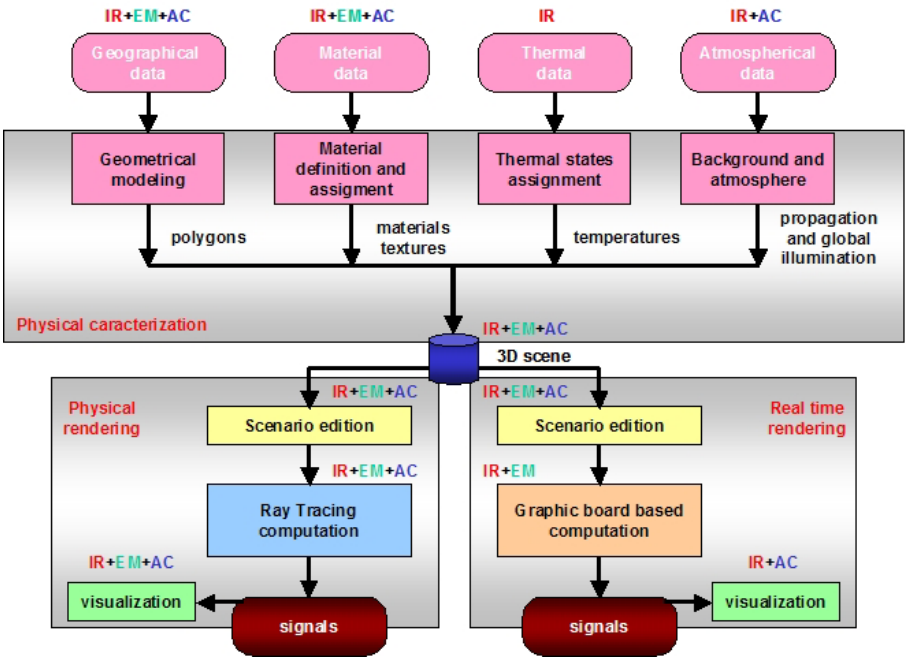 IR+EM+AC
IR+EM+AC
IR
IR+AC
Geographical
data
Material
data
Thermal
data
Atmospherical
data
Geometrical
modeling
Material
definition and
assigment
Thermal states
assignment
Background and
atmosphere
polygons
materials
textures
temperatures
propagation
and global
illumination
Physical caracterization
IR+EM+AC
3D scene
Physical
rendering
IR+EM+AC
Scenario edition
IR+EM+AC
Ray Tracing
computation
IR+EM+AC
visualization
signals
IR+EM+AC
Real time
rendering
Scenario edition
IR+EM
Graphic board based
computation
IR+AC
visualization
signals